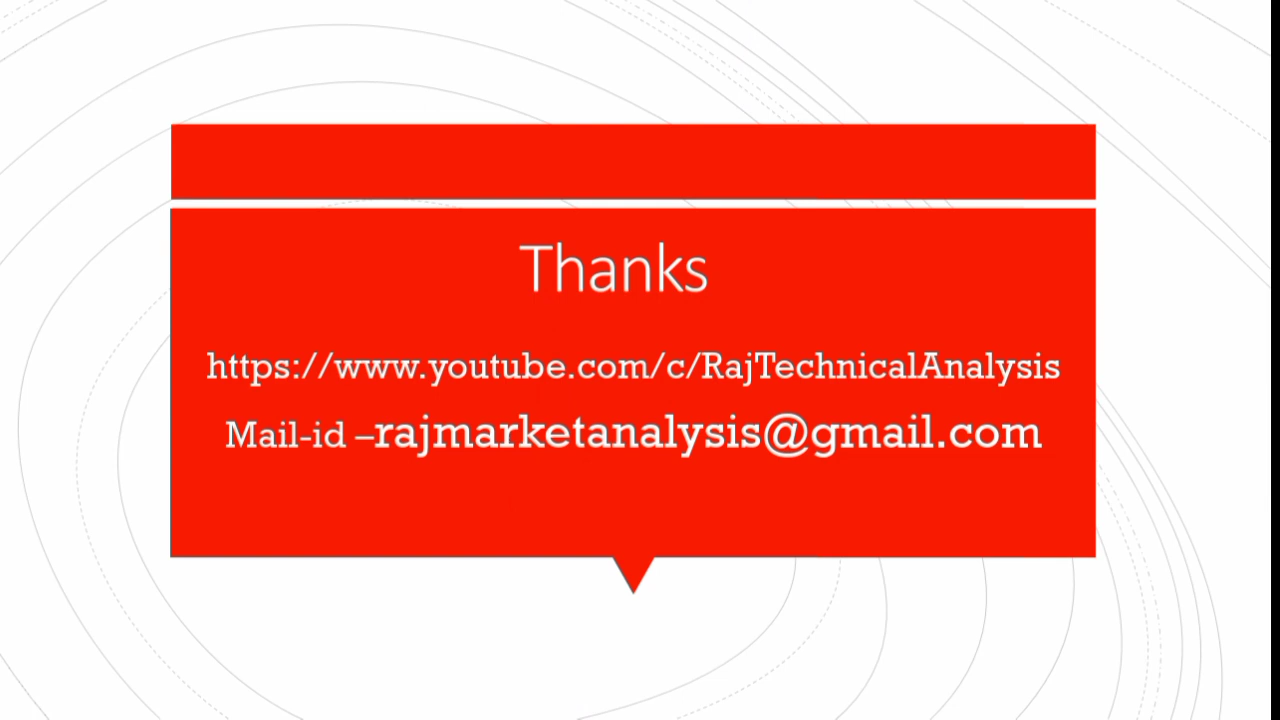 Thanks
https://www.youtube.com/c/RajTechnicalAnalysis
Mail-id –rajmarketanalysis@gmail.com